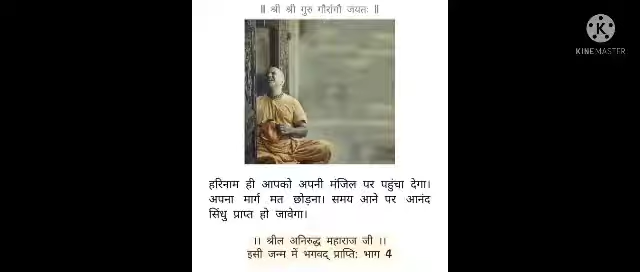 ॥ श्री श्री गुरु गौरांगौ जयतः ॥
KINEMASTER
हरिनाम ही आपको अपनी मंजिल पर पहुंचा देगा।
अपना मार्ग मत छोड़ना। समय आने पर आनंद
सिंधु प्राप्त हो जावेगा।
।। श्रील अनिरुद्ध महाराज जी ।।
इसी जन्म में भगवद् प्राप्ति: भाग 4